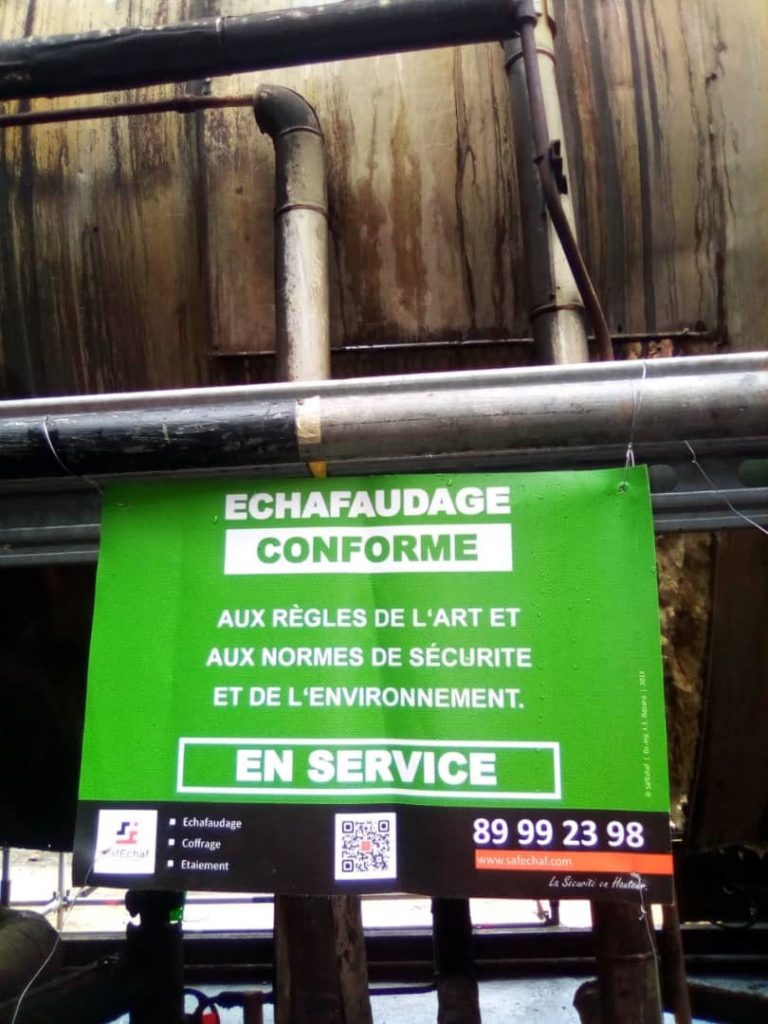 ECHAFAUDAGE
CONFORME
AUX RÈGLES DE L'ART ET
AUX NORMES DE SÉCURITE
ET DE L'ENVIRONNEMENT.
EN SERVICE
SafEchaf
Echafaudage
Coffrage
Etaiement
89 99 23 98
www.safechaf.com
La Sécurité en Hauteur.